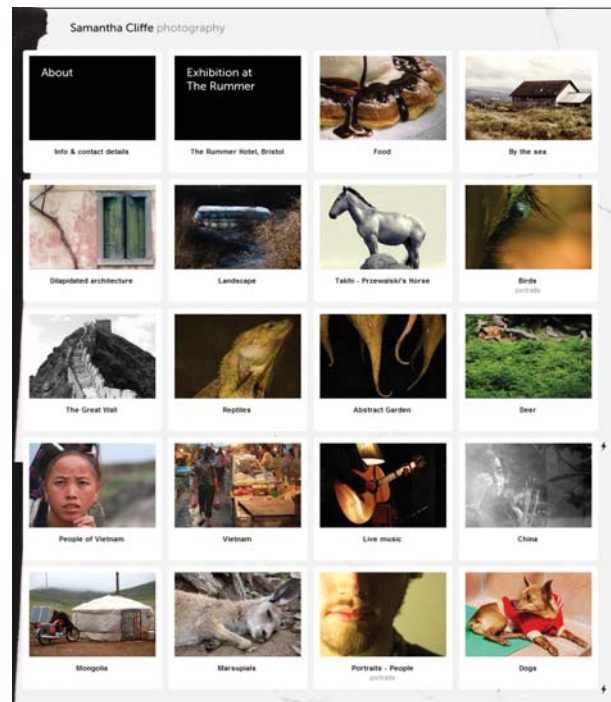 Samantha Cliffe photography
About
Exhibition at
The Rummer
Info & contact details
The Rummer Hotel, Bristol
Food
By the sea
Dilapidated architecture
Landscape
Takhi - Przewalski's Horse
Birds
portraits
The Great Wall
Reptiles
Abstract Garden
Deer
People of Vietnam
Vietnam
Live music
China
Mongolia
Marsupials
Portraits - People
portraits
Dogs